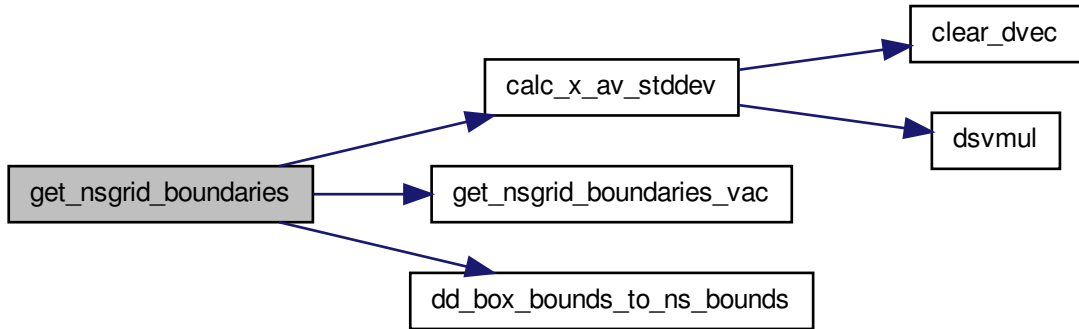 clear_dvec
calc_x_av_stddev
dsvmul
get_nsgrid_boundaries
get_nsgrid_boundaries_vac
dd_box_bounds_to_ns_bounds